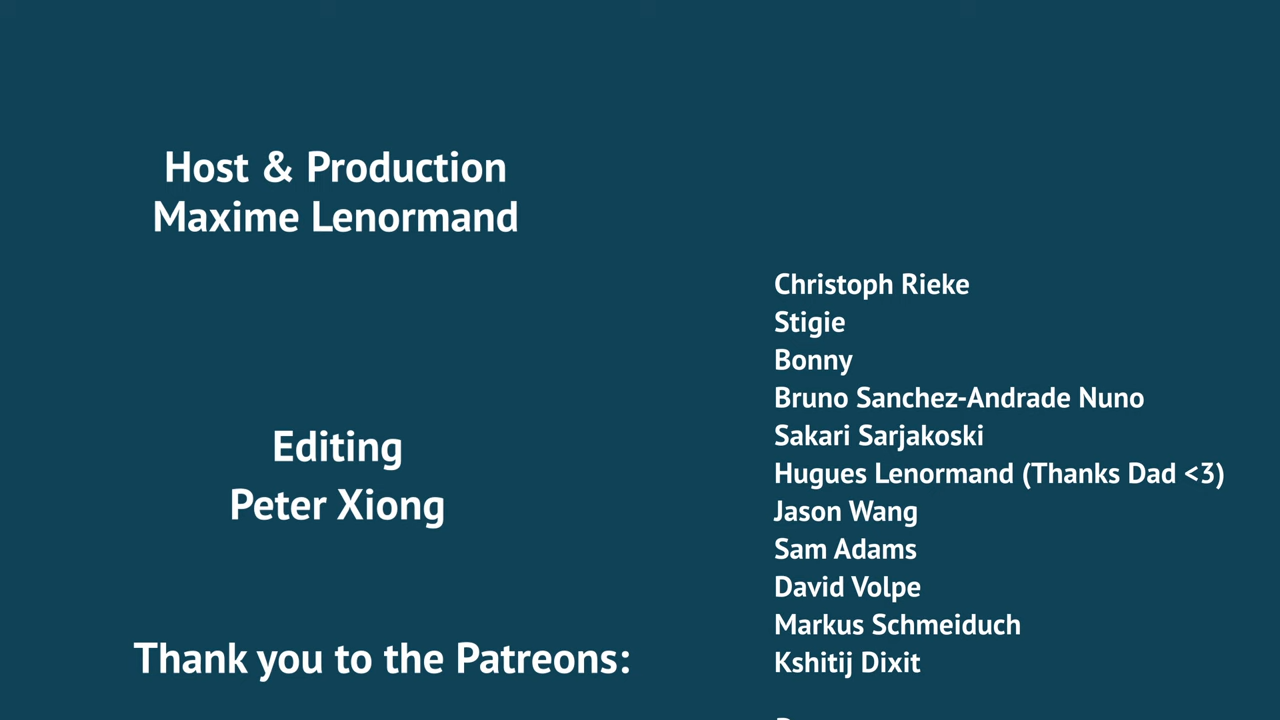 Host & Production
Maxime Lenormand
Editing
Peter Xiong
Thank you to the Patreons:
Christoph Rieke
Stigie
Bonny
Bruno Sanchez-Andrade Nuno
Sakari Sarjakoski
Hugues Lenormand (Thanks Dad <3)
Jason Wang
Sam Adams
David Volpe
Markus Schmeiduch
Kshitij Dixit